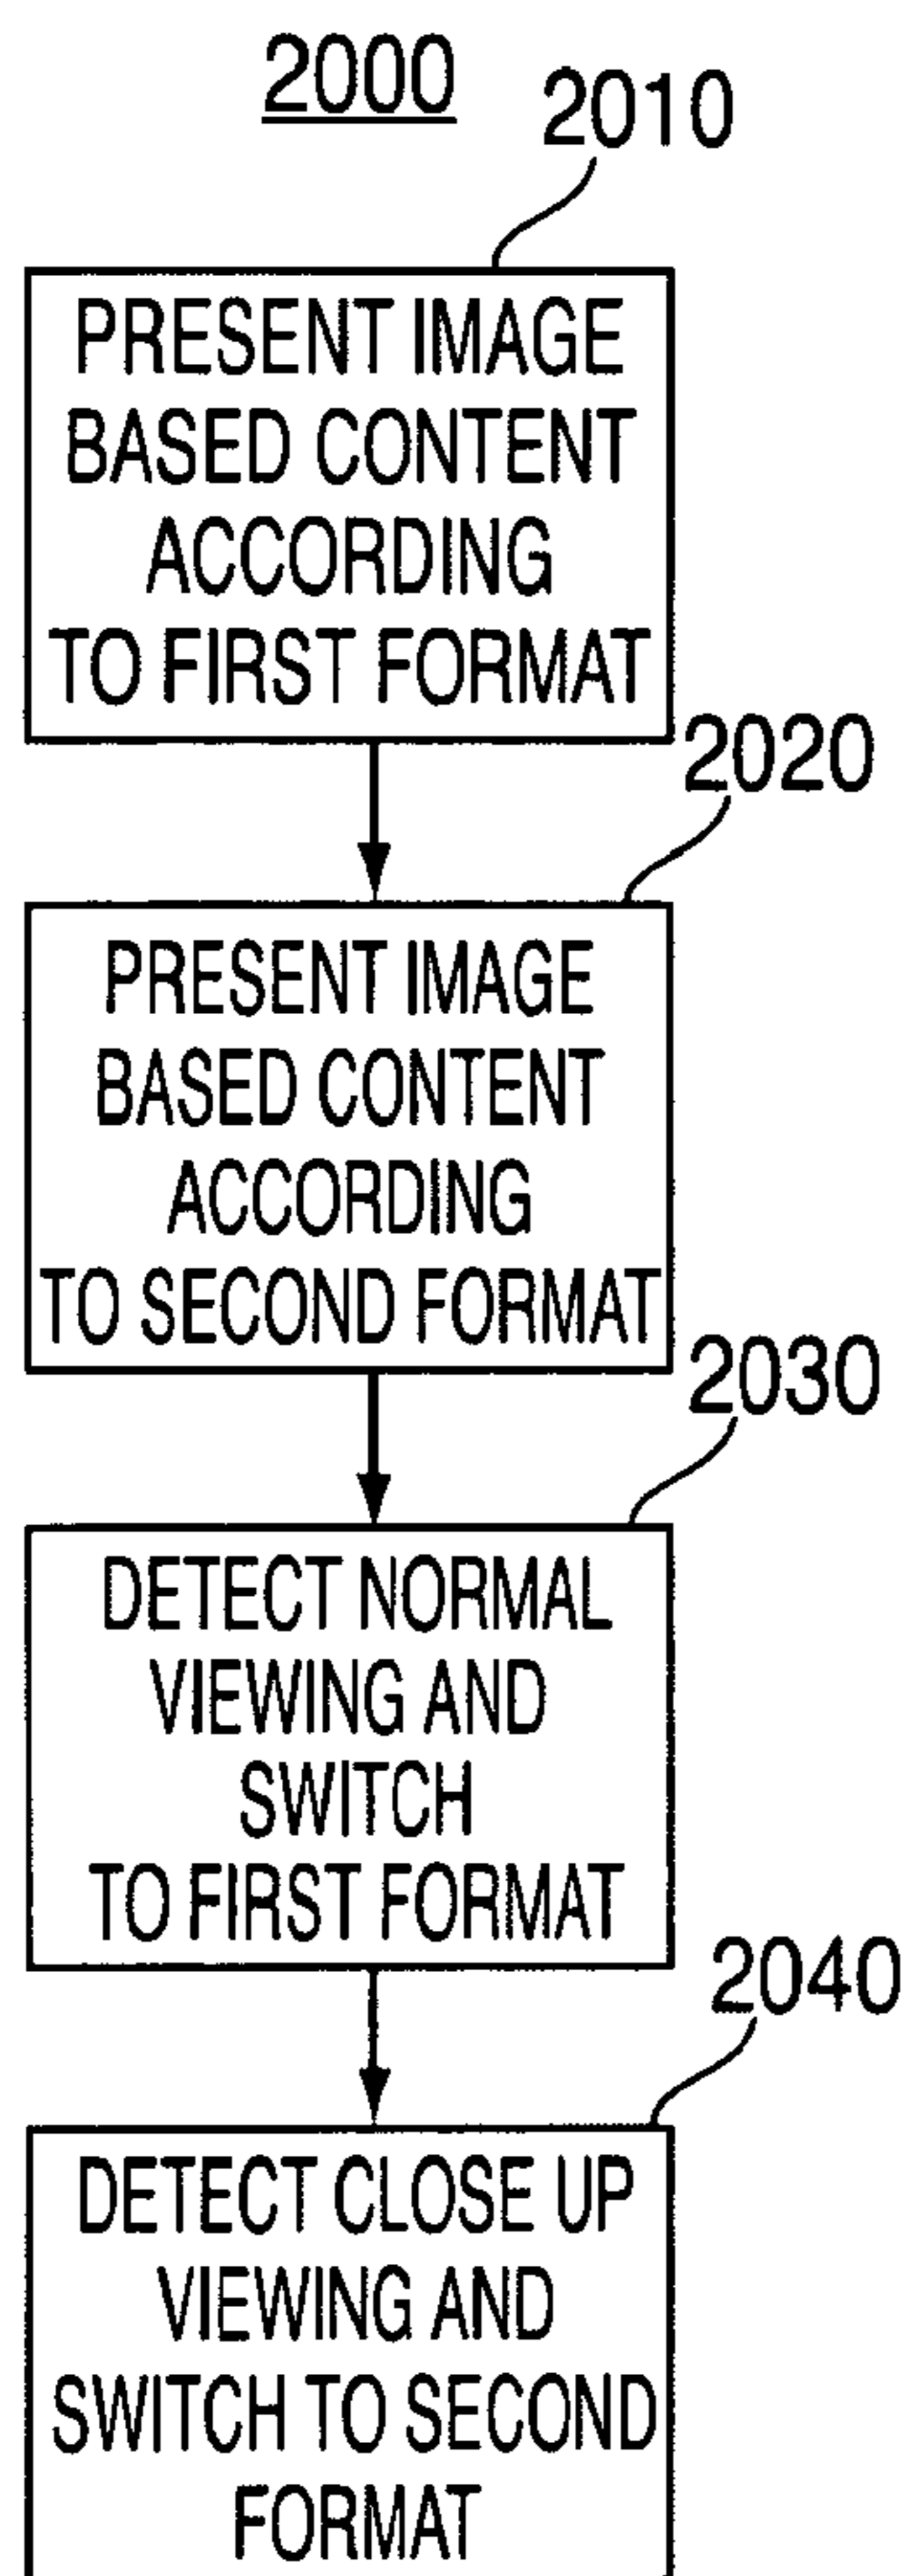 2000
2010
PRESENT IMAGE
BASED CONTENT
ACCORDING
TO FIRST FORMAT
2020
PRESENT IMAGE
BASED CONTENT
ACCORDING
TO SECOND FORMAT
2030
DETECT NORMAL
VIEWING AND
SWITCH
TO FIRST FORMAT
2040
DETECT CLOSE UP
VIEWING AND
SWITCH TO SECOND
FORMAT